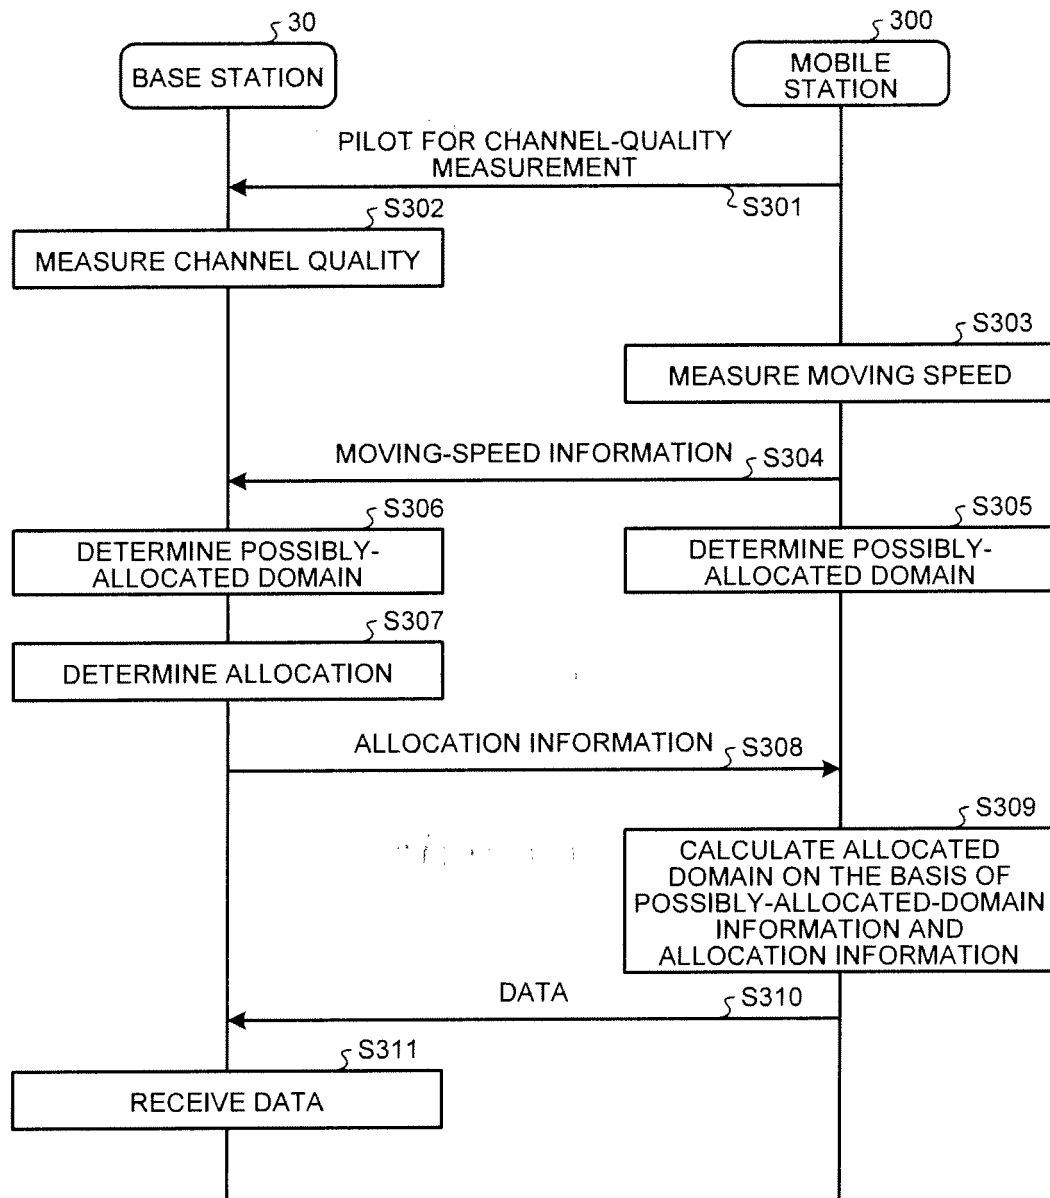 30
300
BASE STATION
MOBILE
STATION
PILOT FOR CHANNEL-QUALITY
MEASUREMENT
S301
S302
MEASURE CHANNEL QUALITY
S303
MEASURE MOVING SPEED
MOVING-SPEED INFORMATION
S304
S306
S305
DETERMINE POSSIBLY-
ALLOCATED DOMAIN
DETERMINE POSSIBLY-
ALLOCATED DOMAIN
S307
DETERMINE ALLOCATION
ALLOCATION INFORMATION
S308
S309
CALCULATE ALLOCATED
DOMAIN ON THE BASIS OF
POSSIBLY-ALLOCATED-DOMAIN
INFORMATION AND
ALLOCATION INFORMATION
DATA
S310
S311
RECEIVE DATA